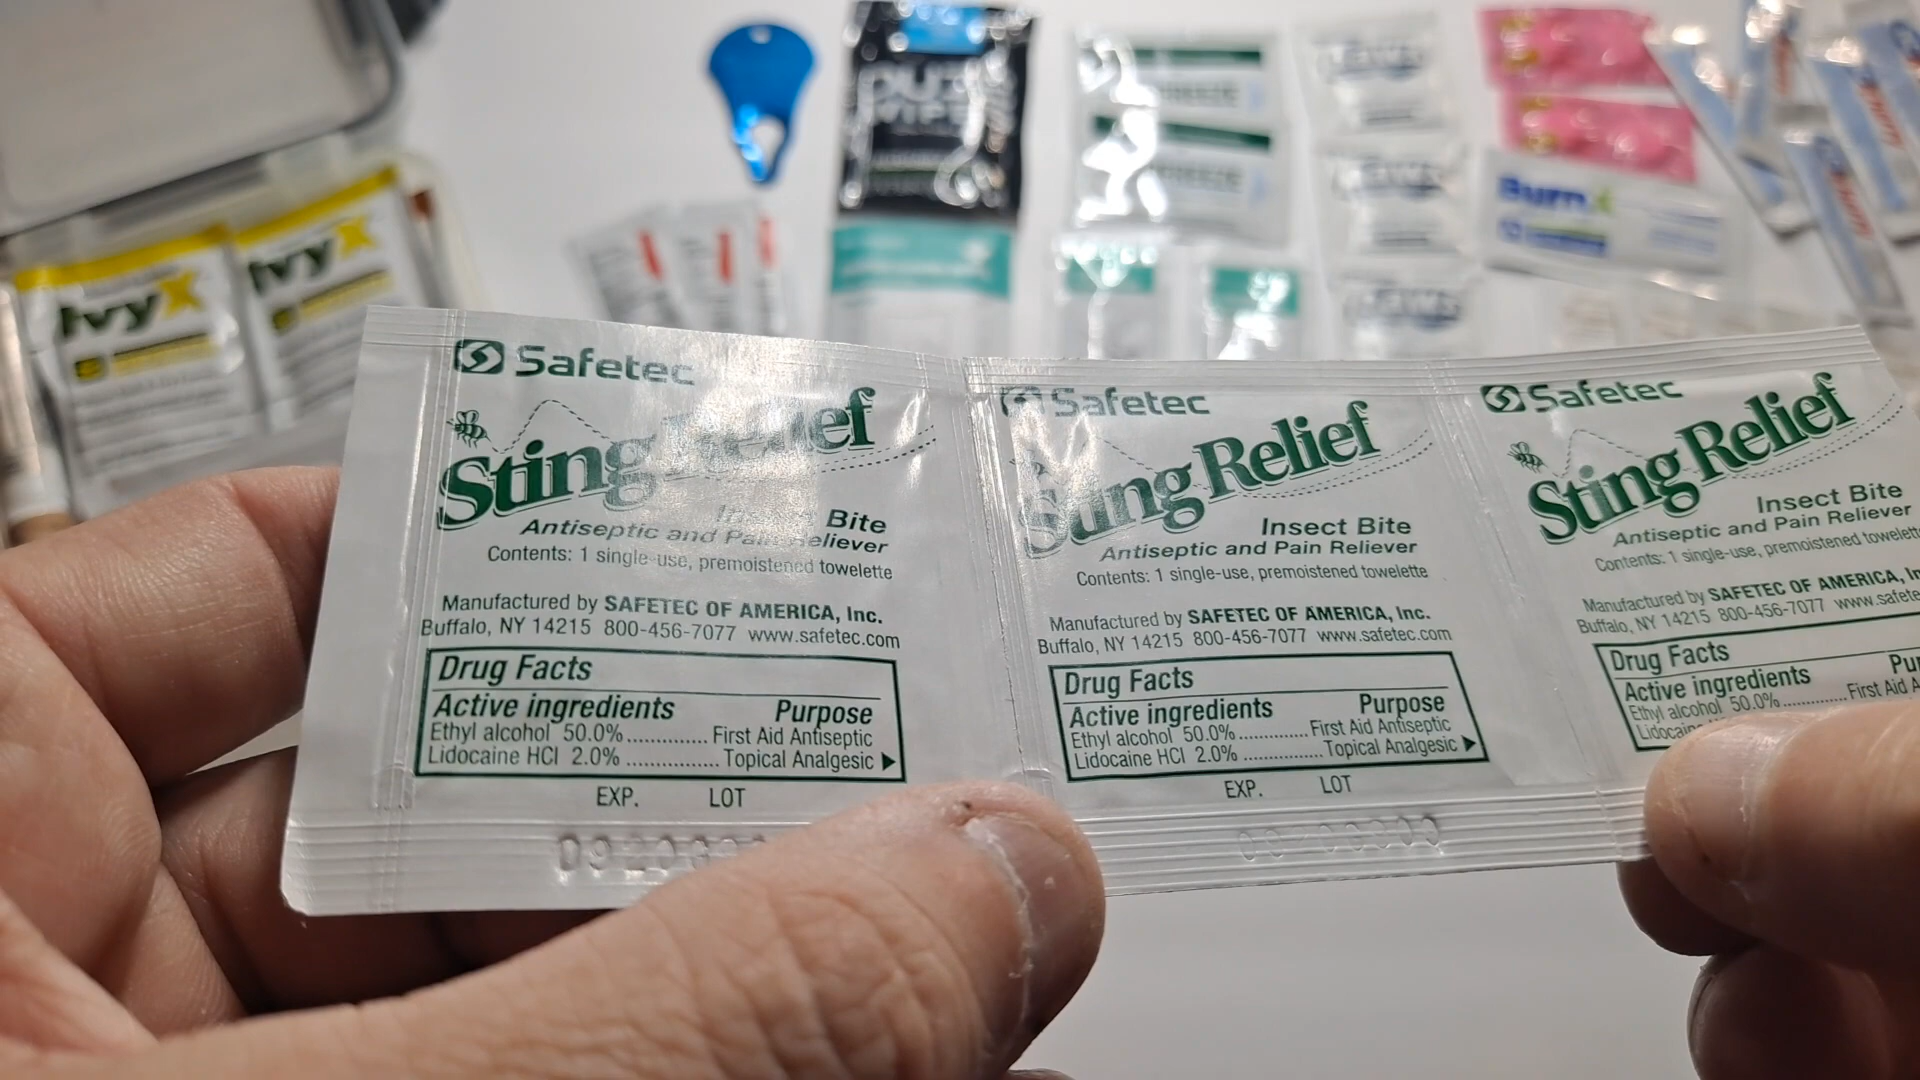 IvyX
IvyX
BurnX
Safetec
Sting Relief
Bite
Antiseptic and Pain Reliever
Contents: 1 single-use, premoistened towelette
Manufactured by SAFETEC OF AMERICA, Inc.
Buffalo, NY 14215 800-456-7077 www.safetec.com
Drug Facts
Active ingredients Purpose
Ethyl alcohol 50.0%.............. First Aid Antiseptic
Lidocaine HCl 2.0% ................ Topical Analgesic
EXP. LOT
Safetec
Sting Relief
Insect Bite
Antiseptic and Pain Reliever
Contents: 1 single-use, premoistened towelette
Manufactured by SAFETEC OF AMERICA, Inc.
Buffalo, NY 14215 800-456-7077 www.safetec.com
Drug Facts
Active ingredients Purpose
Ethyl alcohol 50.0%.............. First Aid Antiseptic
Lidocaine HCl 2.0% ................ Topical Analgesic
EXP. LOT
Safetec
Sting Relief
Insect Bite
Antiseptic and Pain Reliever
Contents: 1 single-use, premoistened towelette
Manufactured by SAFETEC OF AMERICA,
Buffalo, NY 14215 800-456-7077
Drug Facts
Active ingredients
Ethyl alcohol 50.0%.............. First Aid